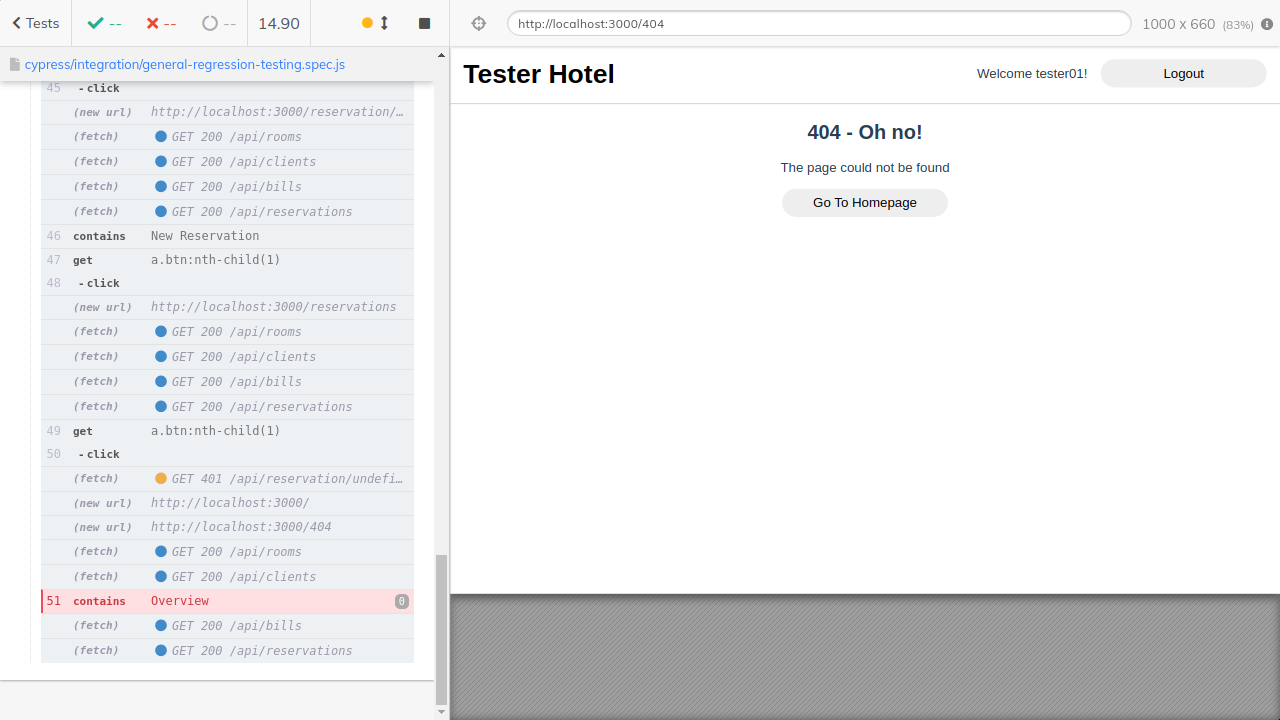 Tests
--
--
--
14.90
cypress/integration/general-regression-testing.spec.js
45 - click
(new url) http://localhost:3000/reservation/…
(fetch) GET 200 /api/rooms
(fetch) GET 200 /api/clients
(fetch) GET 200 /api/bills
(fetch) GET 200 /api/reservations
46 contains New Reservation
47 get a.btn:nth-child(1)
48 - click
(new url) http://localhost:3000/reservations
(fetch) GET 200 /api/rooms
(fetch) GET 200 /api/clients
(fetch) GET 200 /api/bills
(fetch) GET 200 /api/reservations
49 get a.btn:nth-child(1)
50 - click
(fetch) GET 401 /api/reservation/undefi…
(new url) http://localhost:3000/
(new url) http://localhost:3000/404
(fetch) GET 200 /api/rooms
(fetch) GET 200 /api/clients
51 contains Overview 0
(fetch) GET 200 /api/bills
(fetch) GET 200 /api/reservations
http://localhost:3000/404
1000 x 660 (83%)
Tester Hotel
Welcome tester01!
Logout
404 - Oh no!
The page could not be found
Go To Homepage